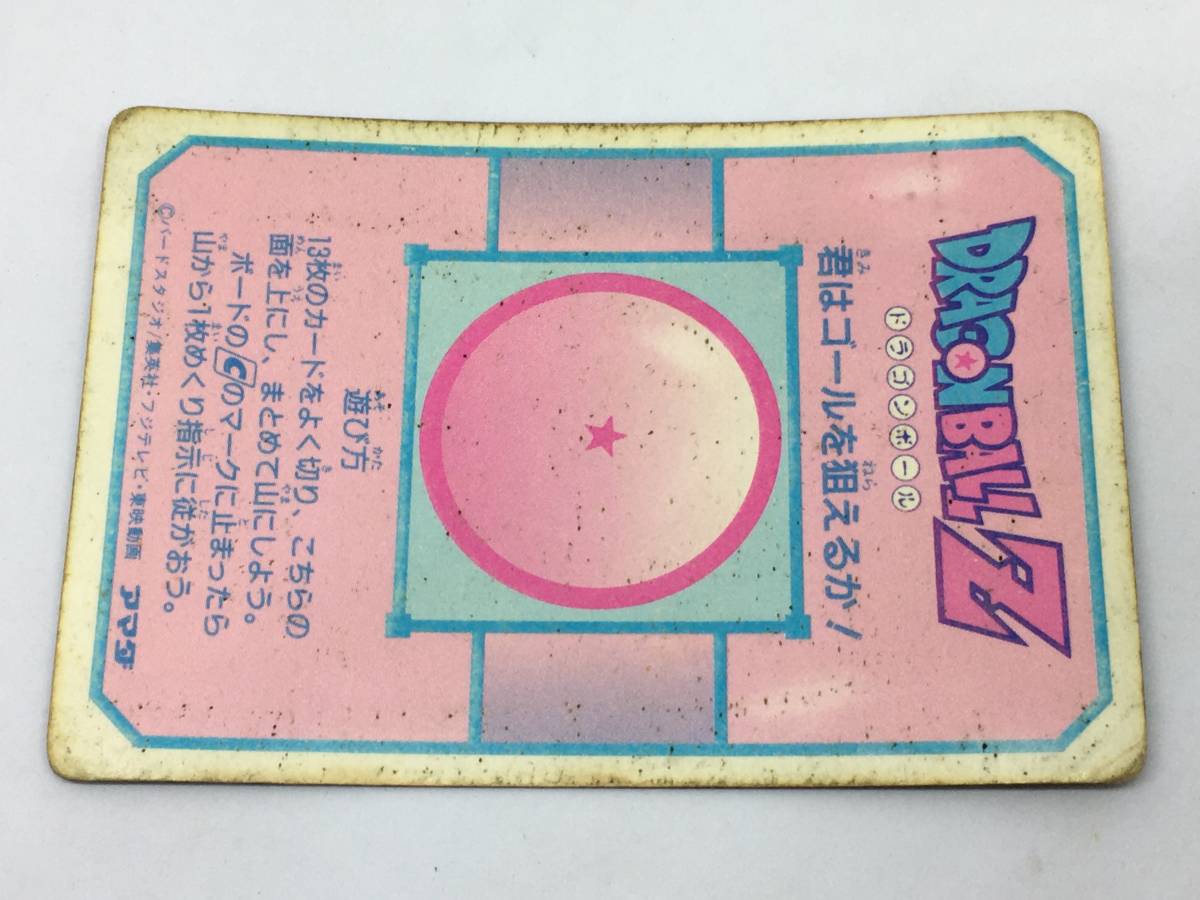 DRAGON BALL Z
ドラゴンボール
君はゴールを狙えるか!
遊び方
13枚のカードをよく切り、こちらの
面を上にし、まとめて山にしよう。
ボードのCのマークに止まったら
山から1枚めくり指示に従がおう。
©バードスタジオ/集英社・フジテレビ・東映動画 アマダ